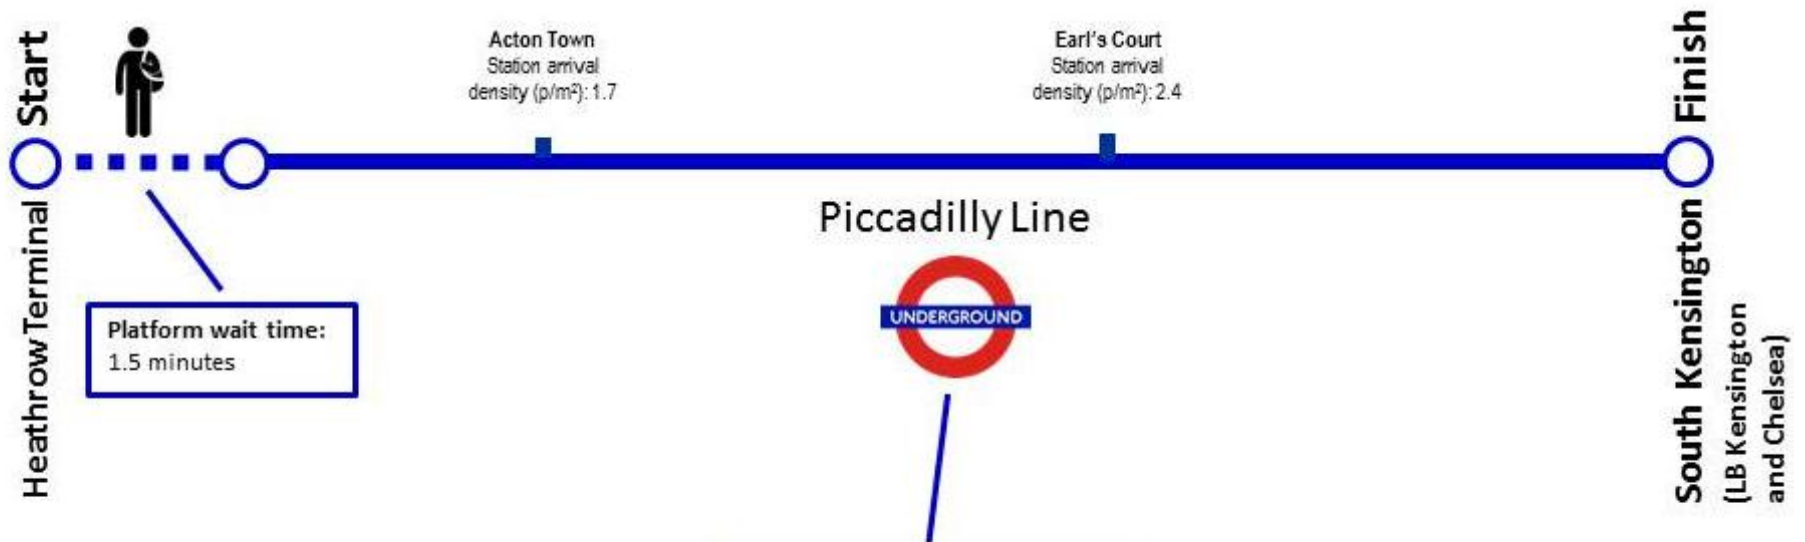 Start
Heathrow Terminal
Acton Town
Station arrival
density (p/m²): 1.7
Earl's Court
Station arrival
density (p/m²): 2.4
Finish
South Kensington
(LB Kensington
and Chelsea)
Piccadilly Line
UNDERGROUND
Platform wait time:
1.5 minutes